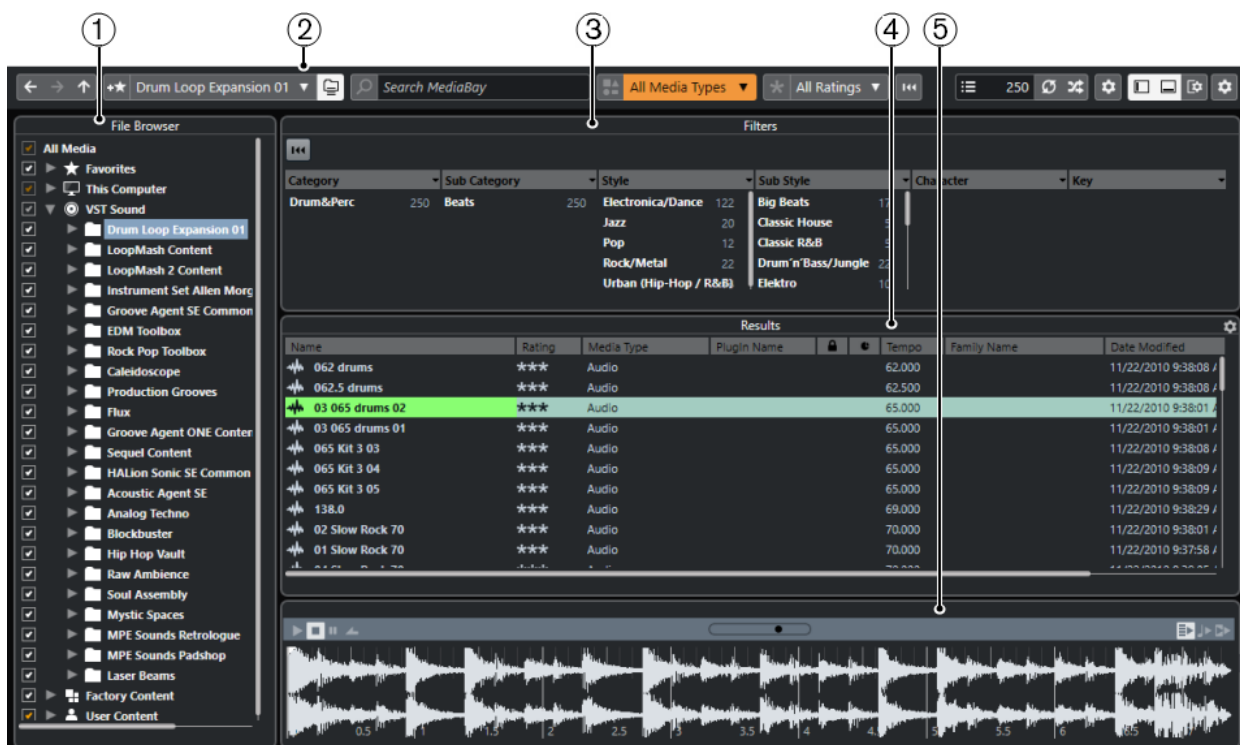 1 2 3 4 5
Drum Loop Expansion 01 Search MediaBay All Media Types All Ratings 250
File Browser
All Media
Favorites
This Computer
VST Sound
Drum Loop Expansion 01
LoopMash Content
LoopMash 2 Content
Instrument Set Allen Morg
Groove Agent SE Common
EDM Toolbox
Rock Pop Toolbox
Caleidoscope
Production Grooves
Flux
Groove Agent ONE Conter
Sequel Content
HALion Sonic SE Common
Acoustic Agent SE
Analog Techno
Blockbuster
Hip Hop Vault
Raw Ambience
Soul Assembly
Mystic Spaces
MPE Sounds Retrologue
MPE Sounds Padshop
Laser Beams
Factory Content
User Content
Filters
Category Sub Category Style Sub Style Character Key
Drum&Perc 250 Beats 250 Electronica/Dance 122 Big Beats 17
Jazz 20 Classic House 5
Pop 12 Classic R&B 5
Rock/Metal 22 Drum´n´Bass/Jungle 22
Urban (Hip-Hop / R&B) Elektro 10
Results
Name Rating Media Type PlugIn Name Tempo Family Name Date Modified
062 drums *** Audio 62.000 11/22/2010 9:38:08 A
062.5 drums *** Audio 62.500 11/22/2010 9:38:08 A
03 065 drums 02 *** Audio 65.000 11/22/2010 9:38:01 A
03 065 drums 01 *** Audio 65.000 11/22/2010 9:38:01 A
065 Kit 3 03 *** Audio 65.000 11/22/2010 9:38:08 A
065 Kit 3 04 *** Audio 65.000 11/22/2010 9:38:09 A
065 Kit 3 05 *** Audio 65.000 11/22/2010 9:38:09 A
138.0 *** Audio 69.000 11/22/2010 9:38:29 A
02 Slow Rock 70 *** Audio 70.000 11/22/2010 9:38:01 A
01 Slow Rock 70 *** Audio 70.000 11/22/2010 9:37:58 A
0.5 1 1.5 2 2.5 3 3.5 4 4.5 5 5.5 6 6.5